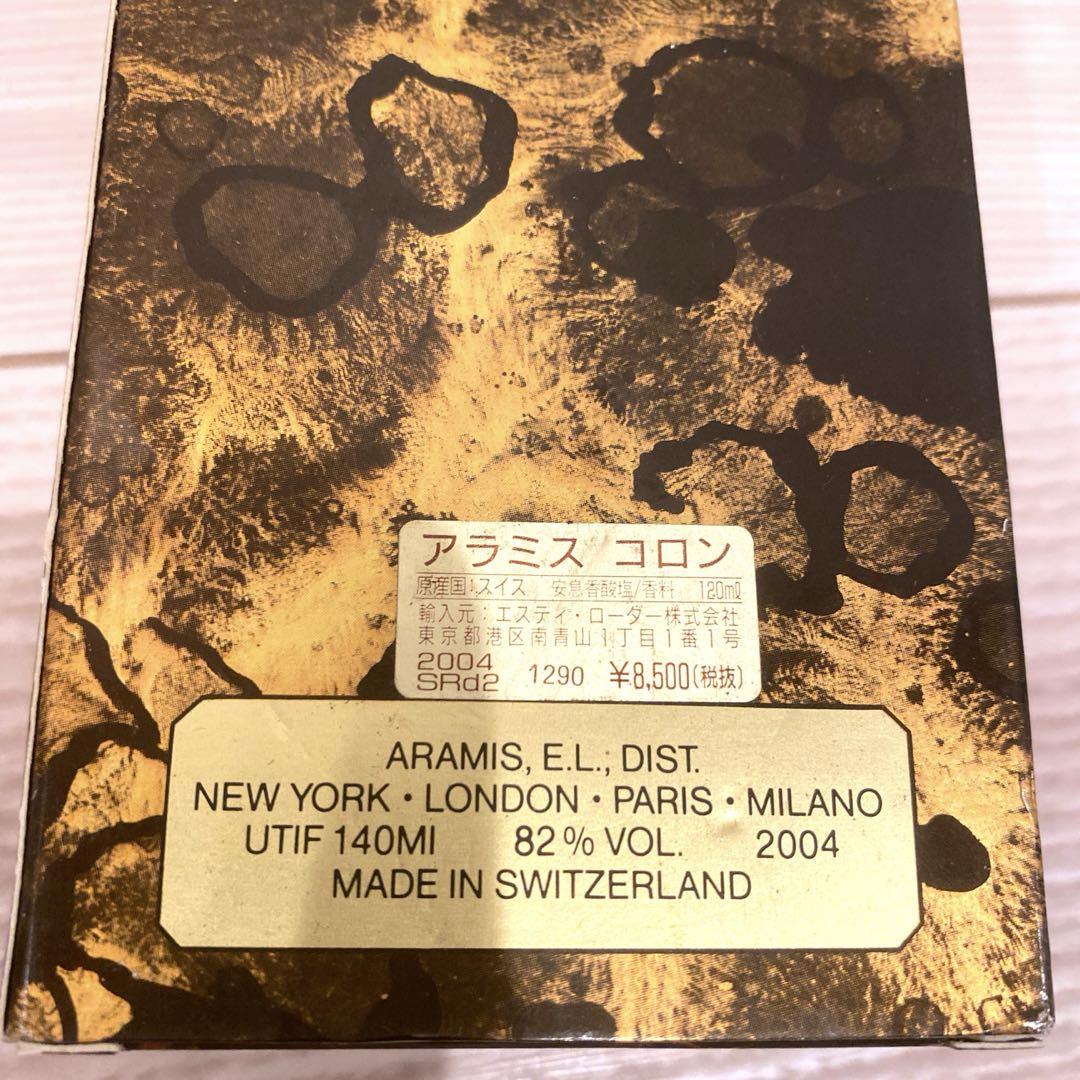 アラミス コロン
原産国:スイス 安息香酸塩/香料 120ml
輸入元:エスティ・ローダー株式会社
東京都港区南青山1丁目1番1号
2004
SRd2 1290 ¥8,500(税抜)
ARAMIS, E.L.; DIST.
NEW YORK · LONDON · PARIS · MILANO
UTIF 140MI 82% VOL. 2004
MADE IN SWITZERLAND